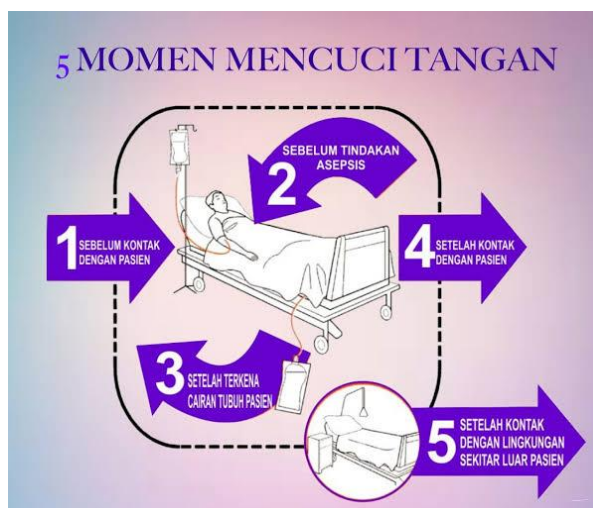 5 MOMEN MENCUCI TANGAN
1
SEBELUM KONTAK
DENGAN PASIEN
2
SEBELUM TINDAKAN
ASEPSIS
3
SETELAH TERKENA
CAIRAN TUBUH PASIEN
4
SETELAH KONTAK
DENGAN PASIEN
5
SETELAH KONTAK
DENGAN LINGKUNGAN
SEKITAR LUAR PASIEN